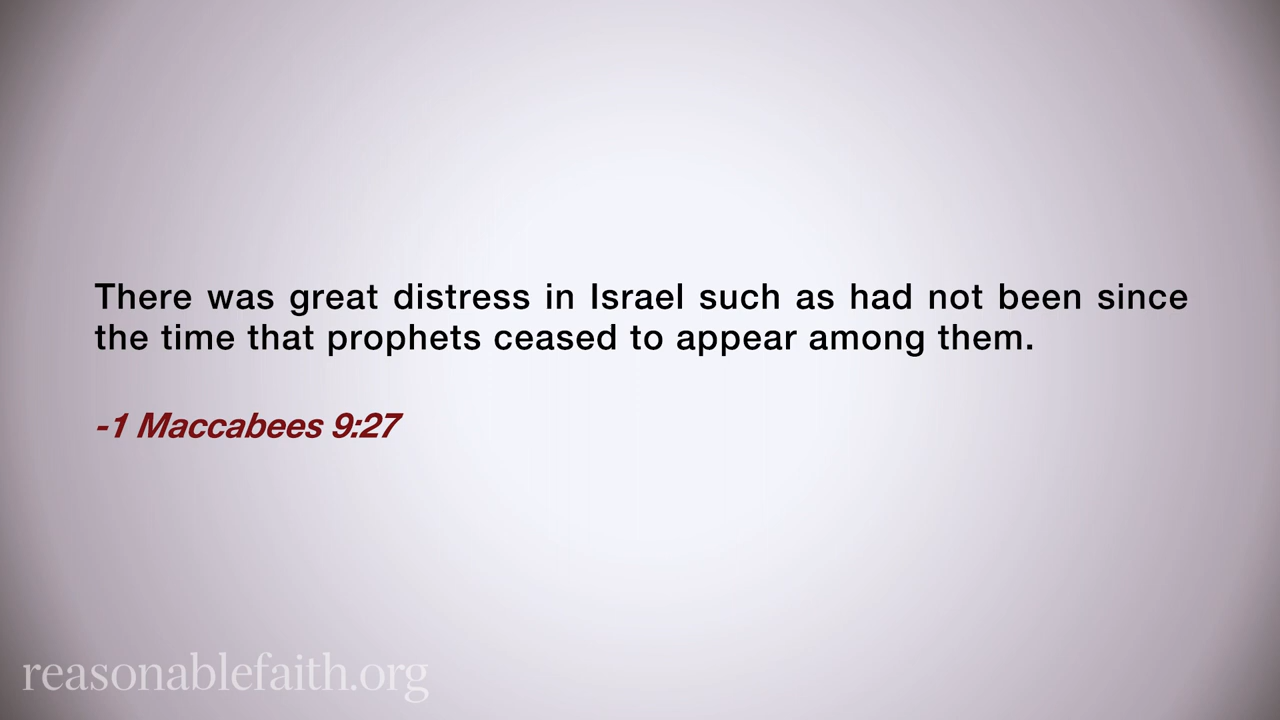 There was great distress in Israel such as had not been since
the time that prophets ceased to appear among them.
-1 Maccabees 9:27
reasonablefaith.org